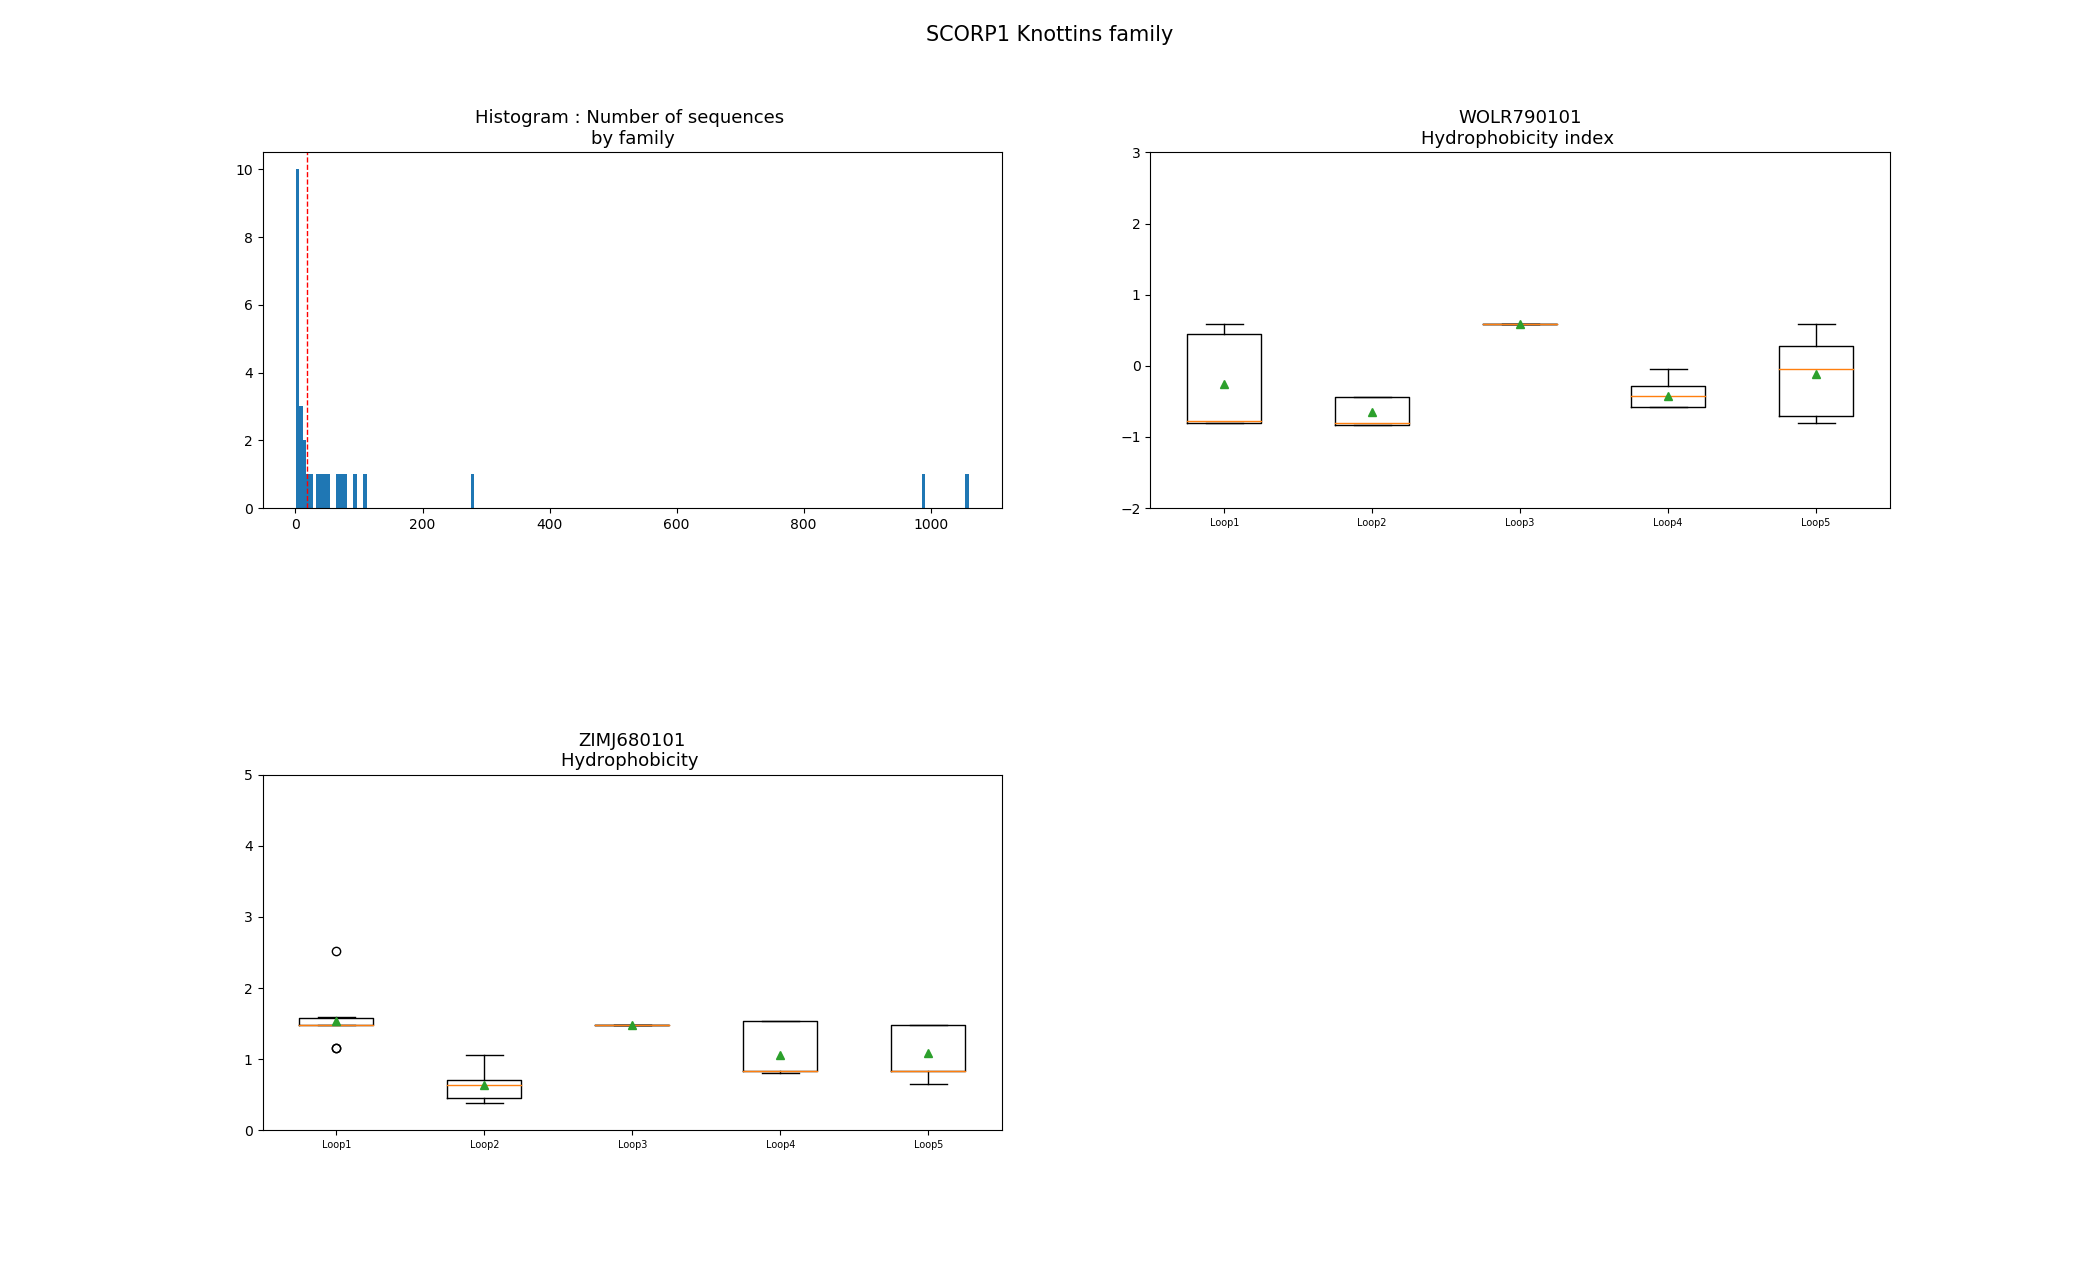 SCORP1 Knottins family
Histogram : Number of sequences
by family
10
8
6
4
2
0
0 200 400 600 800 1000
WOLR790101
Hydrophobicity index
3
2
1
0
−1
−2
Loop1 Loop2 Loop3 Loop4 Loop5
ZIMJ680101
Hydrophobicity
5
4
3
2
1
0
Loop1 Loop2 Loop3 Loop4 Loop5